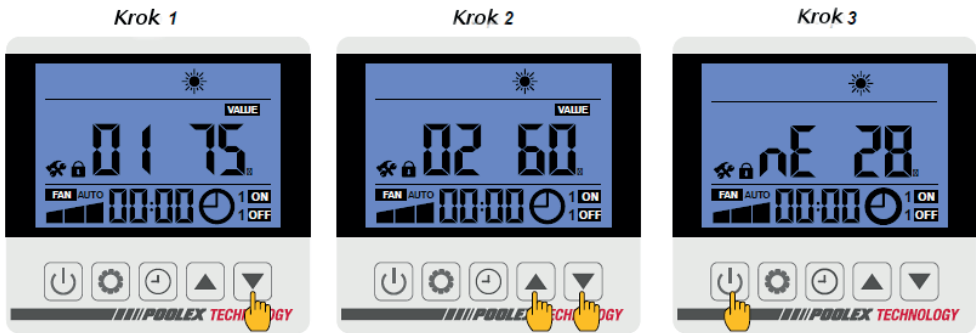 Krok 1
VALUE
01 75
FAN AUTO 00:00 1 ON
1 OFF
POOLEX TECHNOLOGY
Krok 2
VALUE
02 60
FAN AUTO 00:00 1 ON
1 OFF
POOLEX TECHNOLOGY
Krok 3
nE 28
FAN AUTO 00:00 1 ON
1 OFF
POOLEX TECHNOLOGY